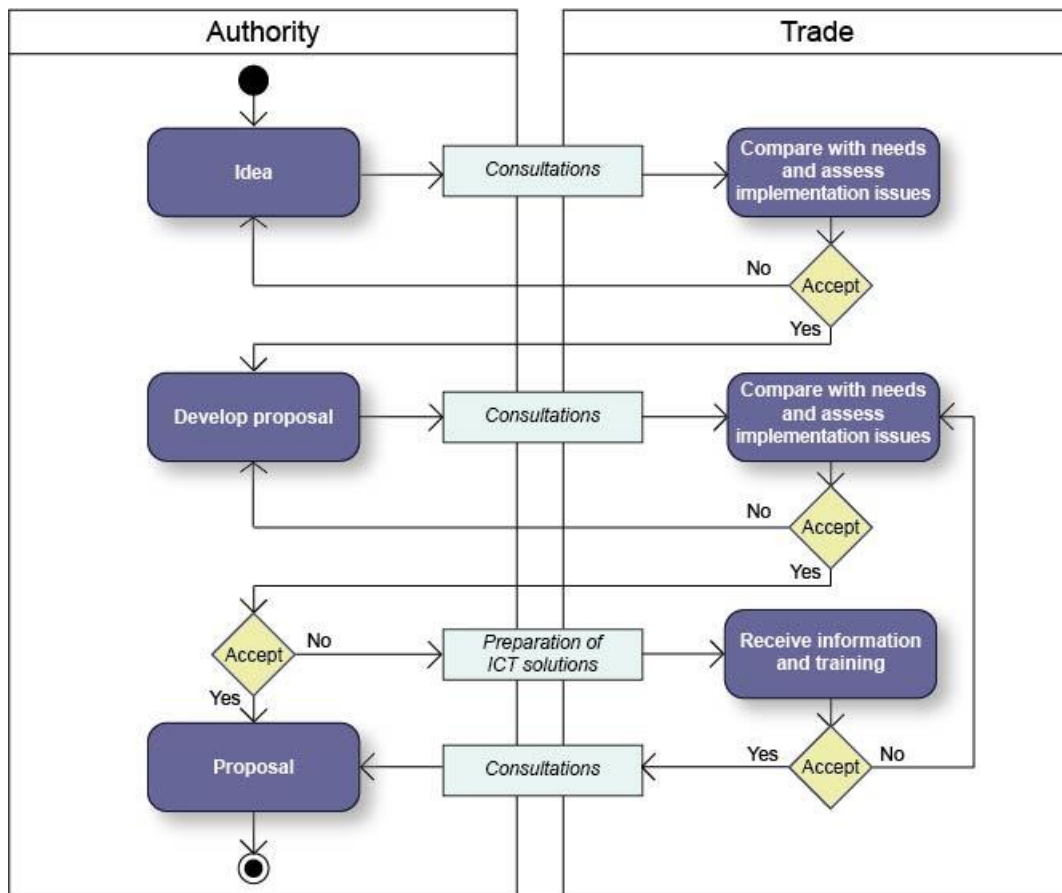 Authority
Trade
Idea
Consultations
Compare with needs
and assess
implementation issues
No
Accept
Yes
Develop proposal
Consultations
Compare with needs
and assess
implementation issues
No
Accept
Yes
Accept
No
Preparation of
ICT solutions
Receive information
and training
Yes
Proposal
Consultations
Yes
Accept
No